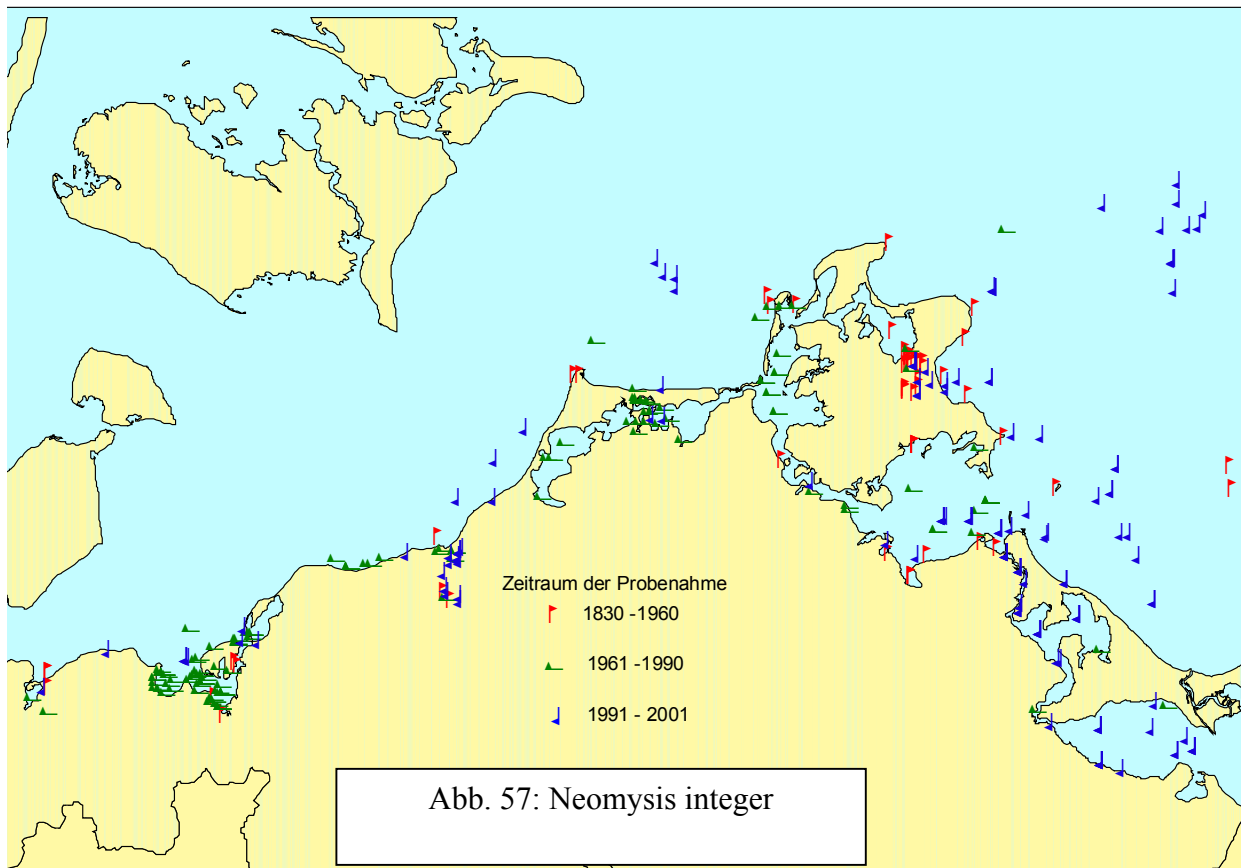 Zeitraum der Probenahme
1830 -1960
1961 -1990
1991 - 2001
Abb. 57: Neomysis integer